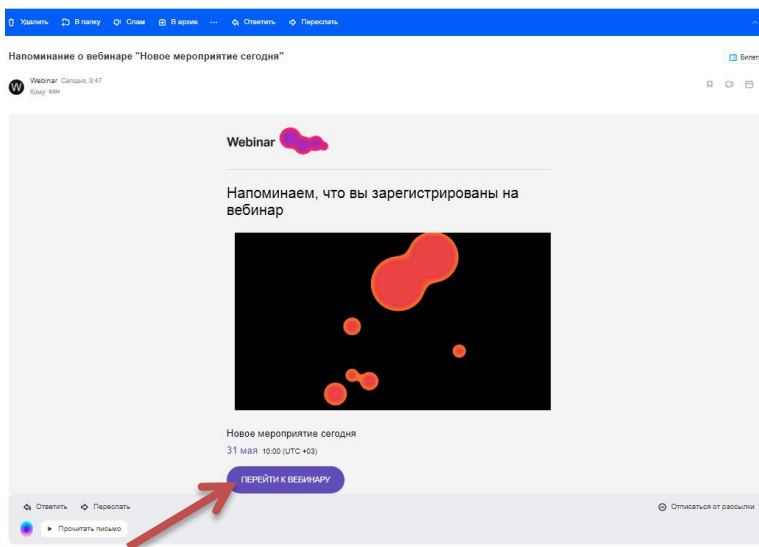 Удалить В папку Спам В архив ··· Ответить Переслать
Напоминание о вебинаре "Новое мероприятие сегодня"
Билет
W
Webinar Сегодня, 9:47
Кому: вам
Webinar
Напоминаем, что вы зарегистрированы на
вебинар
Новое мероприятие сегодня
31 мая 10:00 (UTC +03)
ПЕРЕЙТИ К ВЕБИНАРУ
Ответить Переслать
Отписаться от рассылки
Прочитать письмо